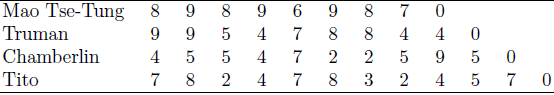 Mao Tse-Tung 8 9 8 9 6 9 8 7 0
Truman 9 9 5 4 7 8 8 4 4 0
Chamberlin 4 5 5 4 7 2 2 5 9 5 0
Tito 7 8 2 4 7 8 3 2 4 5 7 0